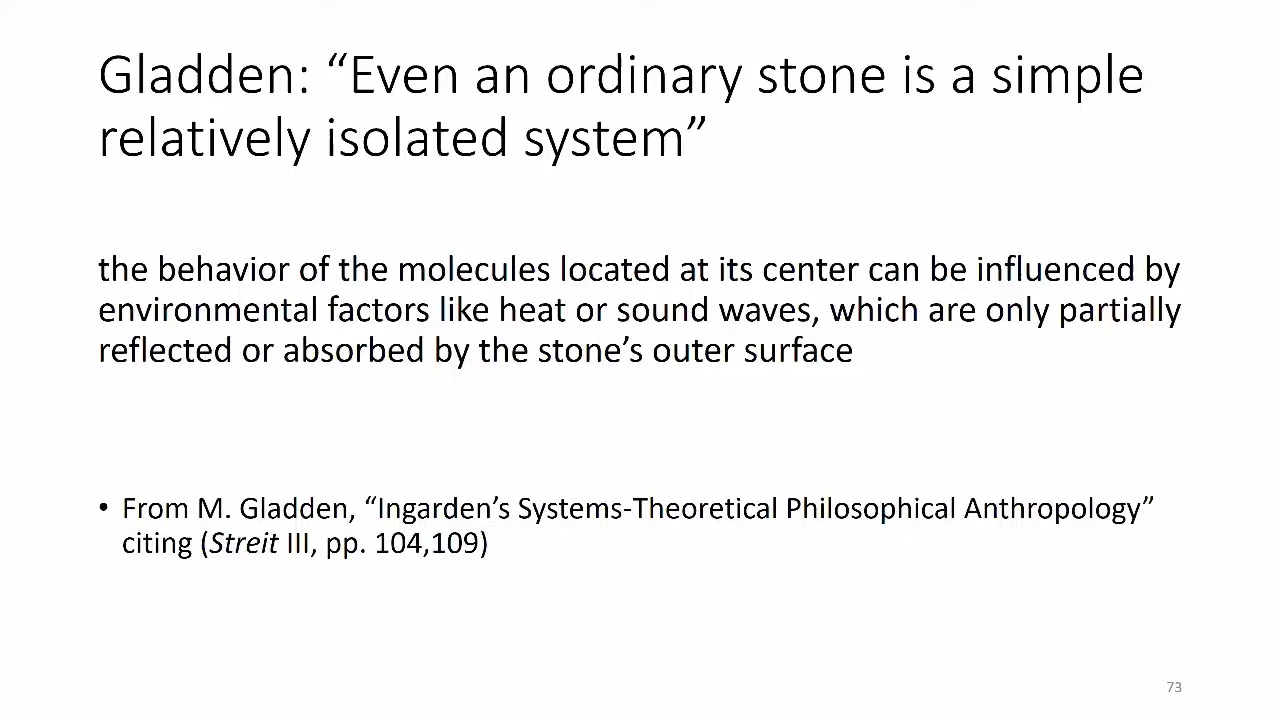 Gladden: “Even an ordinary stone is a simple
relatively isolated system”
the behavior of the molecules located at its center can be influenced by
environmental factors like heat or sound waves, which are only partially
reflected or absorbed by the stone’s outer surface
• From M. Gladden, “Ingarden’s Systems-Theoretical Philosophical Anthropology”
citing (Streit III, pp. 104,109)
73